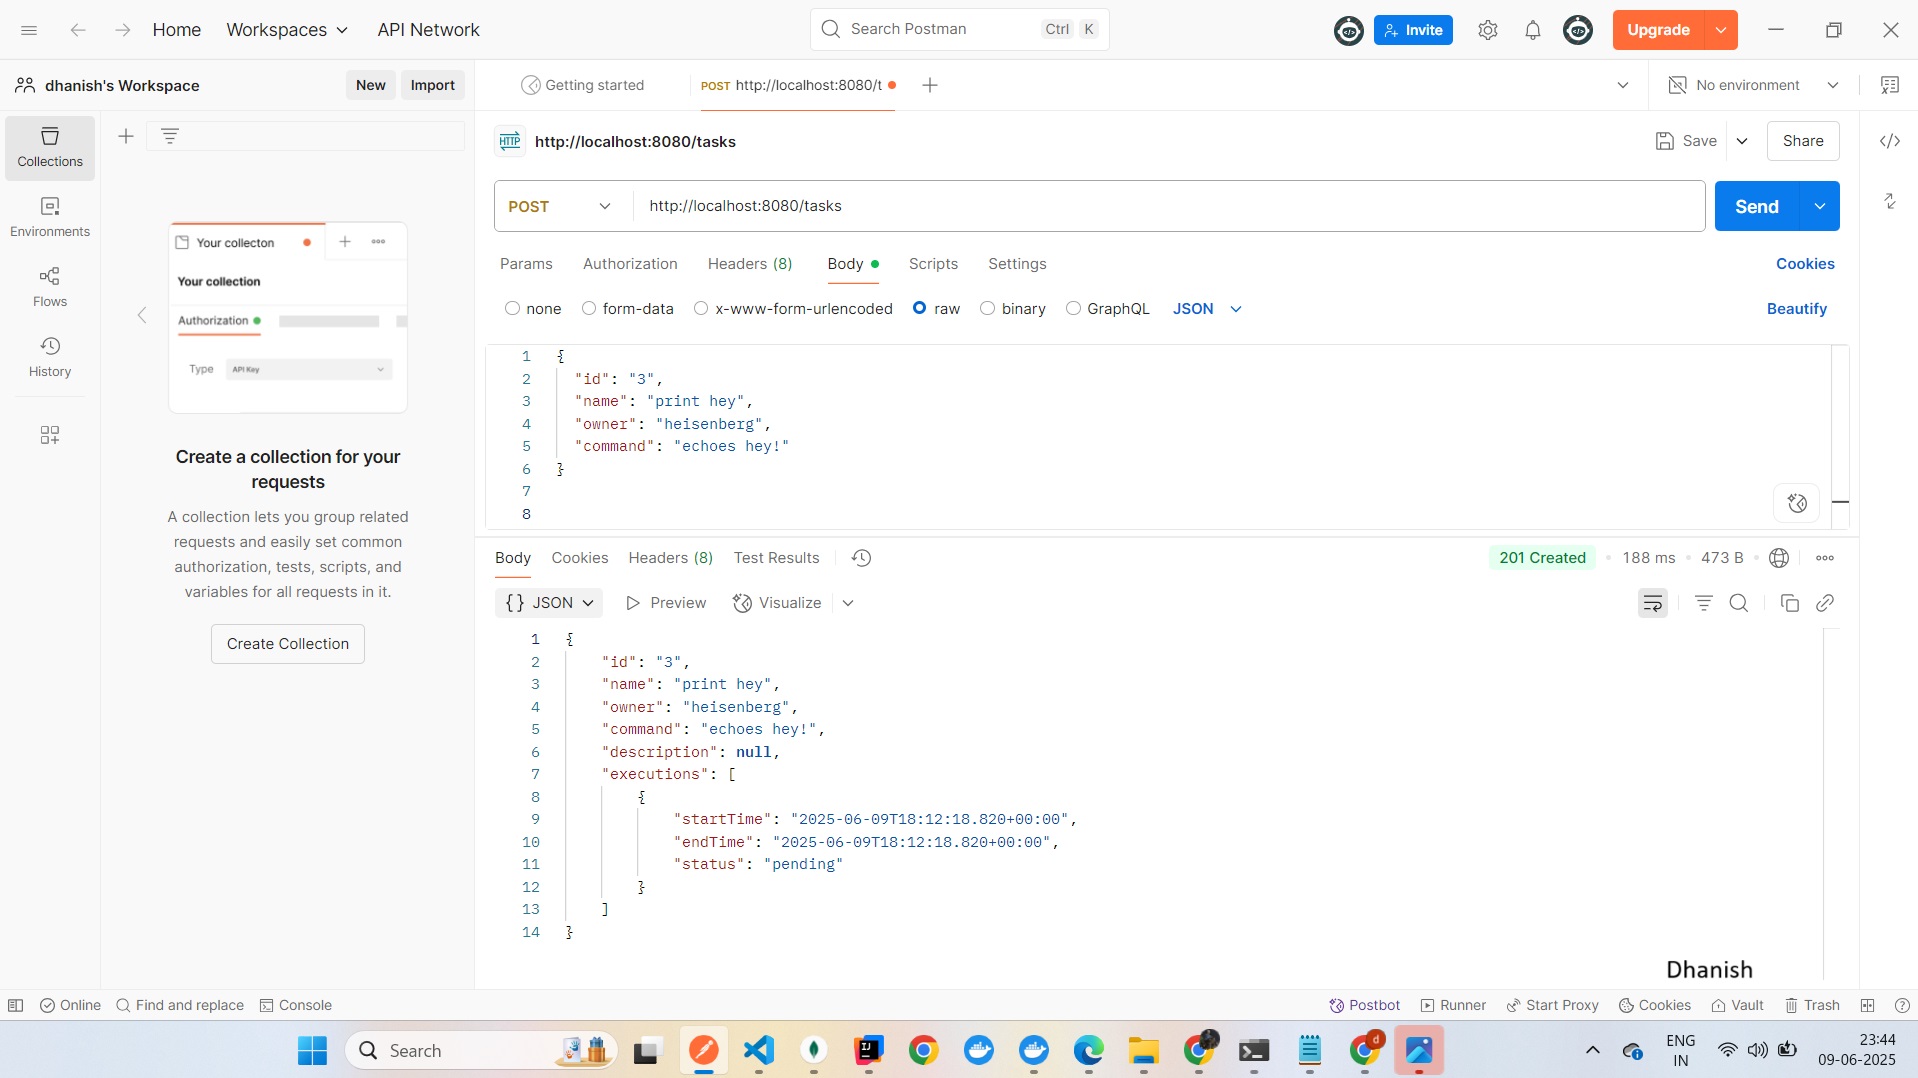 Home Workspaces API Network Search Postman Ctrl K Invite Upgrade
dhanish's Workspace New Import Getting started POST http://localhost:8080/t No environment
Collections
Environments
Flows
History
Your collecton
Your collection
Authorization
Type API Key
Create a collection for your
requests
A collection lets you group related
requests and easily set common
authorization, tests, scripts, and
variables for all requests in it.
Create Collection
HTTP http://localhost:8080/tasks Save Share
POST http://localhost:8080/tasks Send
Params Authorization Headers (8) Body Scripts Settings Cookies
none form-data x-www-form-urlencoded raw binary GraphQL JSON Beautify
1 {
2 "id": "3",
3 "name": "print hey",
4 "owner": "heisenberg",
5 "command": "echoes hey!"
6 }
7
8
Body Cookies Headers (8) Test Results 201 Created 188 ms 473 B
{} JSON Preview Visualize
1 {
2 "id": "3",
3 "name": "print hey",
4 "owner": "heisenberg",
5 "command": "echoes hey!",
6 "description": null,
7 "executions": [
8 {
9 "startTime": "2025-06-09T18:12:18.820+00:00",
10 "endTime": "2025-06-09T18:12:18.820+00:00",
11 "status": "pending"
12 }
13 ]
14 }
Dhanish
Online Find and replace Console Postbot Runner Start Proxy Cookies Vault Trash
Search ENG 23:44
IN 09-06-2025